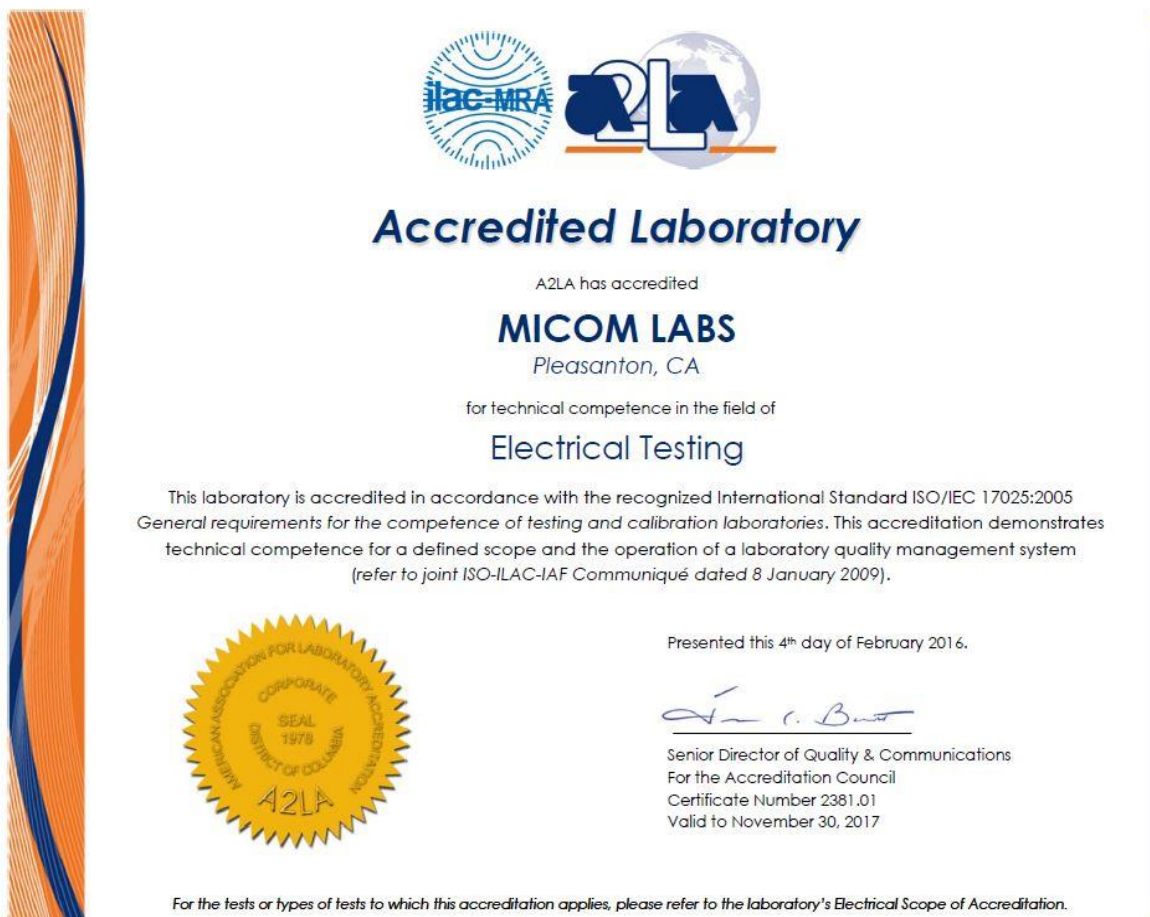 ilac-MRA
a2La
Accredited Laboratory
A2LA has accredited
MICOM LABS
Pleasanton, CA
for technical competence in the field of
Electrical Testing
This laboratory is accredited in accordance with the recognized International Standard ISO/IEC 17025:2005
General requirements for the competence of testing and calibration laboratories. This accreditation demonstrates
technical competence for a defined scope and the operation of a laboratory quality management system
(refer to joint ISO-ILAC-IAF Communiqué dated 8 January 2009).
AMERICAN ASSOCIATION FOR LABORATORY ACCREDITATION
CORPORATE
SEAL
1978
DISTRICT OF COLUMBIA
A2LA
Presented this 4th day of February 2016.
Senior Director of Quality & Communications
For the Accreditation Council
Certificate Number 2381.01
Valid to November 30, 2017
For the tests or types of tests to which this accreditation applies, please refer to the laboratory's Electrical Scope of Accreditation.